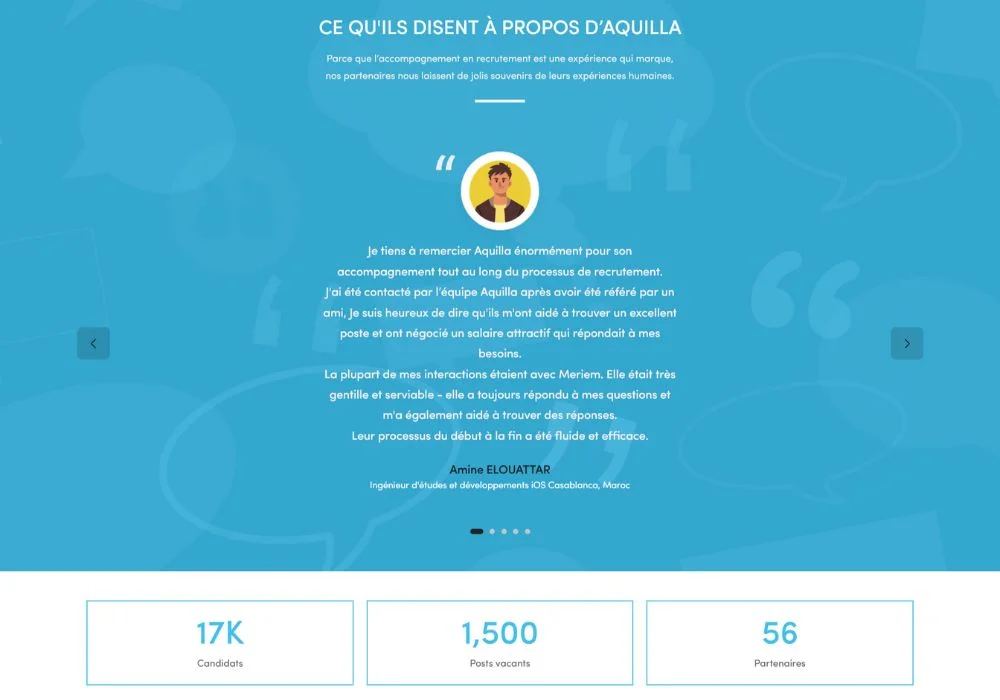 CE QU'ILS DISENT À PROPOS D’AQUILLA
Parce que l’accompagnement en recrutement est une expérience qui marque,
nos partenaires nous laissent de jolis souvenirs de leurs expériences humaines.
“
Je tiens à remercier Aquilla énormément pour son
accompagnement tout au long du processus de recrutement.
J'ai été contacté par l’équipe Aquilla après avoir été référé par un
ami, Je suis heureux de dire qu'ils m'ont aidé à trouver un excellent
poste et ont négocié un salaire attractif qui répondait à mes
besoins.
La plupart de mes interactions étaient avec Meriem. Elle était très
gentille et serviable - elle a toujours répondu à mes questions et
m'a également aidé à trouver des réponses.
Leur processus du début à la fin a été fluide et efficace.
Amine ELOUATTAR
Ingénieur d'études et développements iOS Casablanca, Maroc
17K
Candidats
1,500
Posts vacants
56
Partenaires